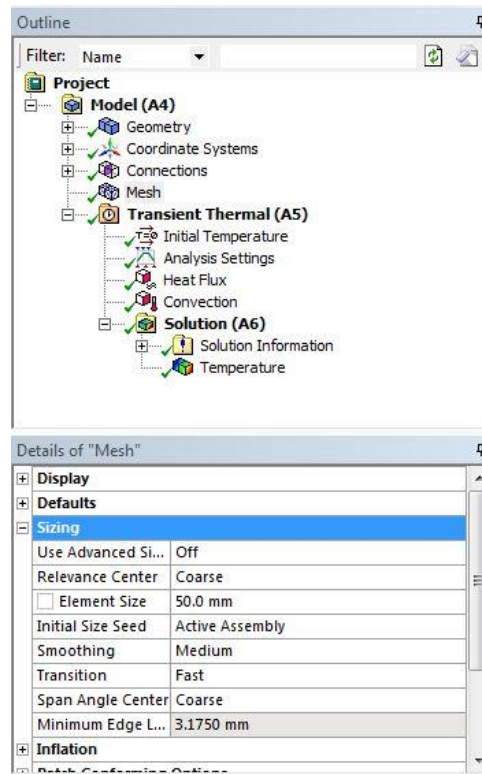 Outline
Filter: Name
Project
Model (A4)
Geometry
Coordinate Systems
Connections
Mesh
Transient Thermal (A5)
Initial Temperature
Analysis Settings
Heat Flux
Convection
Solution (A6)
Solution Information
Temperature
Details of "Mesh"
Display
Defaults
Sizing
Use Advanced Si... Off
Relevance Center Coarse
Element Size 50.0 mm
Initial Size Seed Active Assembly
Smoothing Medium
Transition Fast
Span Angle Center Coarse
Minimum Edge L... 3.1750 mm
Inflation
Patch Conforming Options